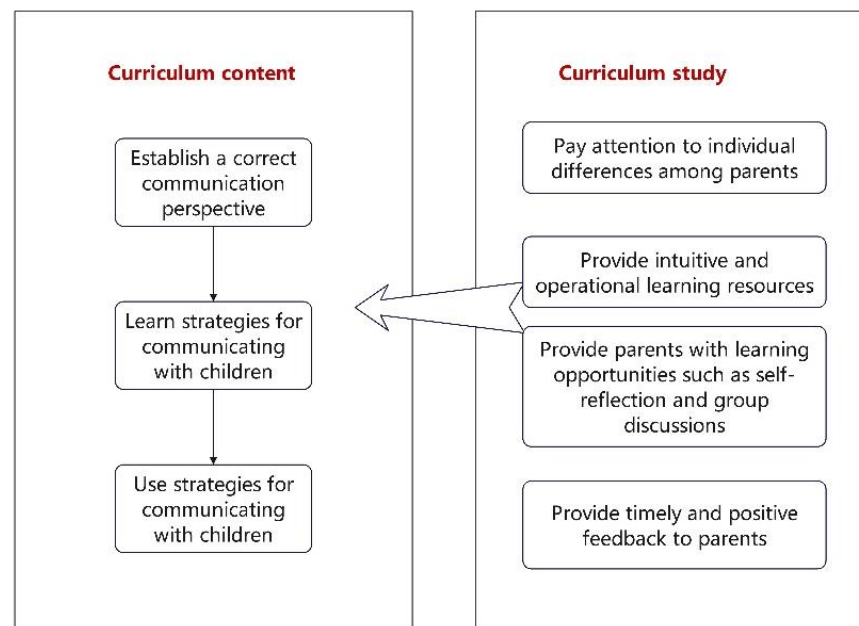 Curriculum content
Establish a correct
communication
perspective
Learn strategies for
communicating
with children
Use strategies for
communicating
with children
Curriculum study
Pay attention to individual
differences among parents
Provide intuitive and
operational learning resources
Provide parents with learning
opportunities such as self-
reflection and group
discussions
Provide timely and positive
feedback to parents